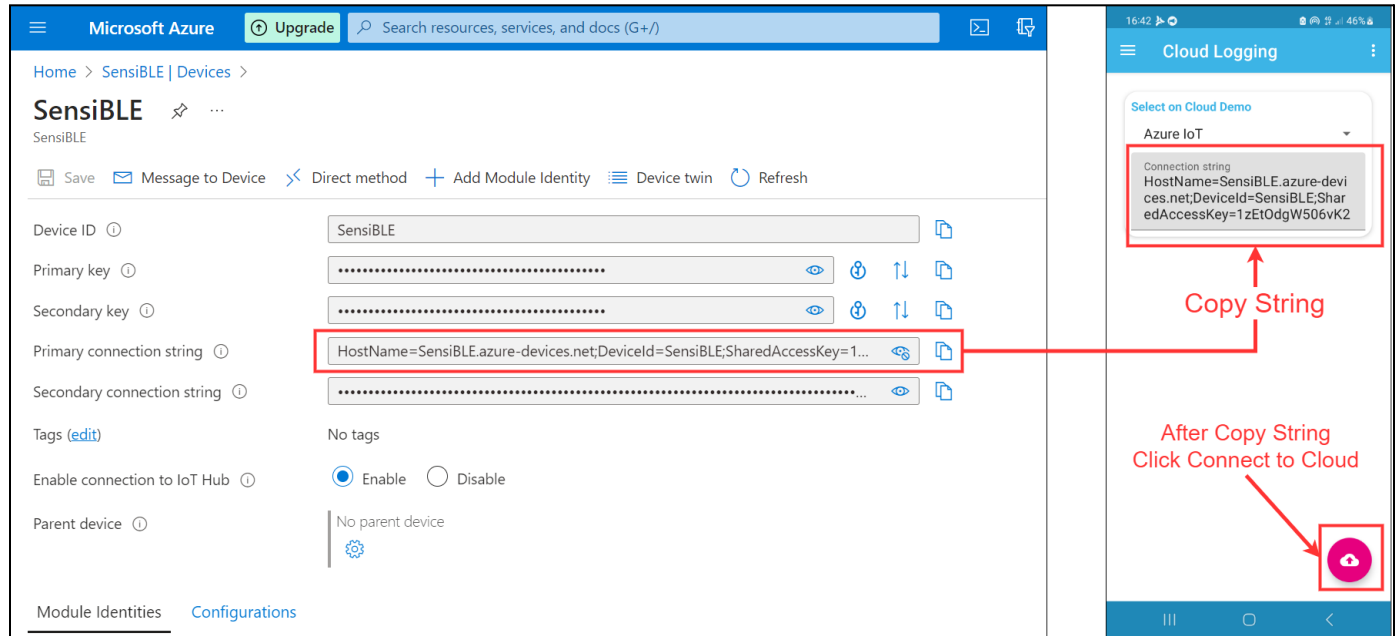 Microsoft Azure
Upgrade
Search resources, services, and docs (G+/)
Home > SensiBLE | Devices >
SensiBLE
SensiBLE
Save Message to Device Direct method Add Module Identity Device twin Refresh
Device ID
SensiBLE
Primary key
••••••••••••••••••••••••••••••••••••••••••••
Secondary key
••••••••••••••••••••••••••••••••••••••••••••
Primary connection string
HostName=SensiBLE.azure-devices.net;DeviceId=SensiBLE;SharedAccessKey=1...
Secondary connection string
Tags (edit)
No tags
Enable connection to IoT Hub
Enable Disable
Parent device
No parent device
Module Identities Configurations
16:42
46%
Cloud Logging
Select on Cloud Demo
Azure IoT
Connection string
HostName=SensiBLE.azure-devi
ces.net;DeviceId=SensiBLE;Shar
edAccessKey=1zEtOdgW506vK2
Copy String
After Copy String
Click Connect to Cloud